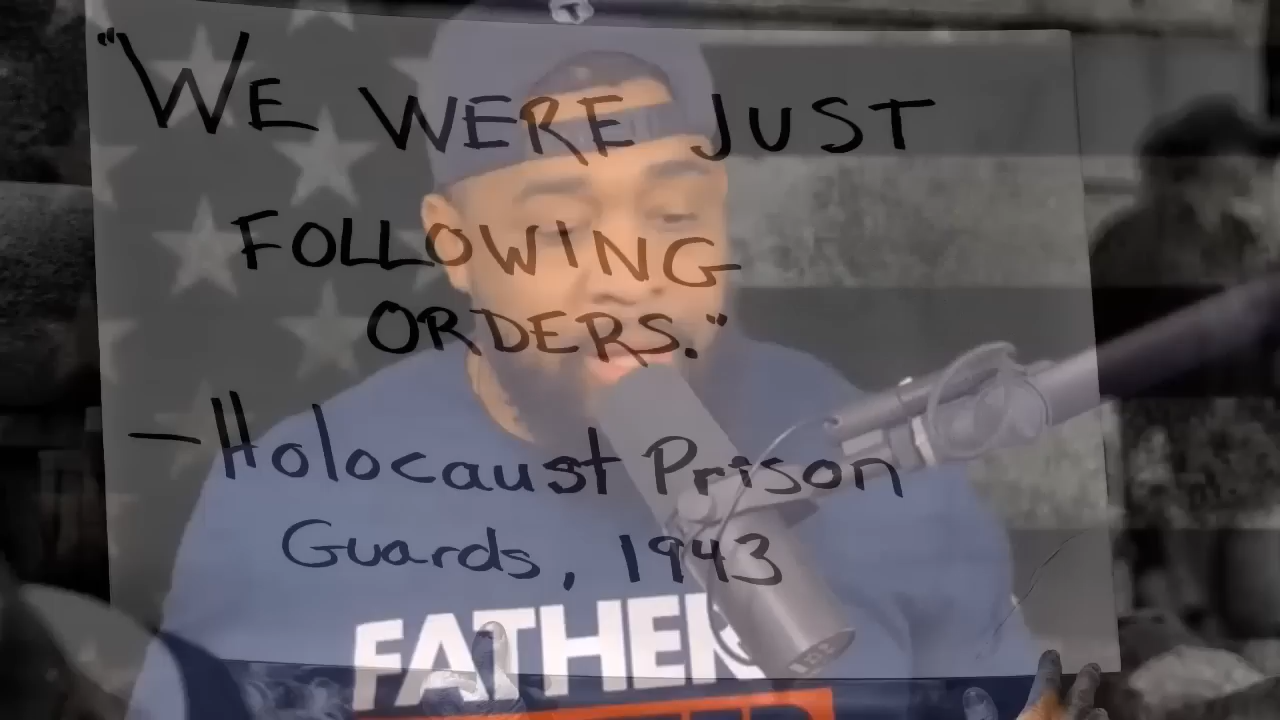 "WE WERE JUST
FOLLOWING
ORDERS."
—Holocaust Prison
Guards, 1943
FATHER